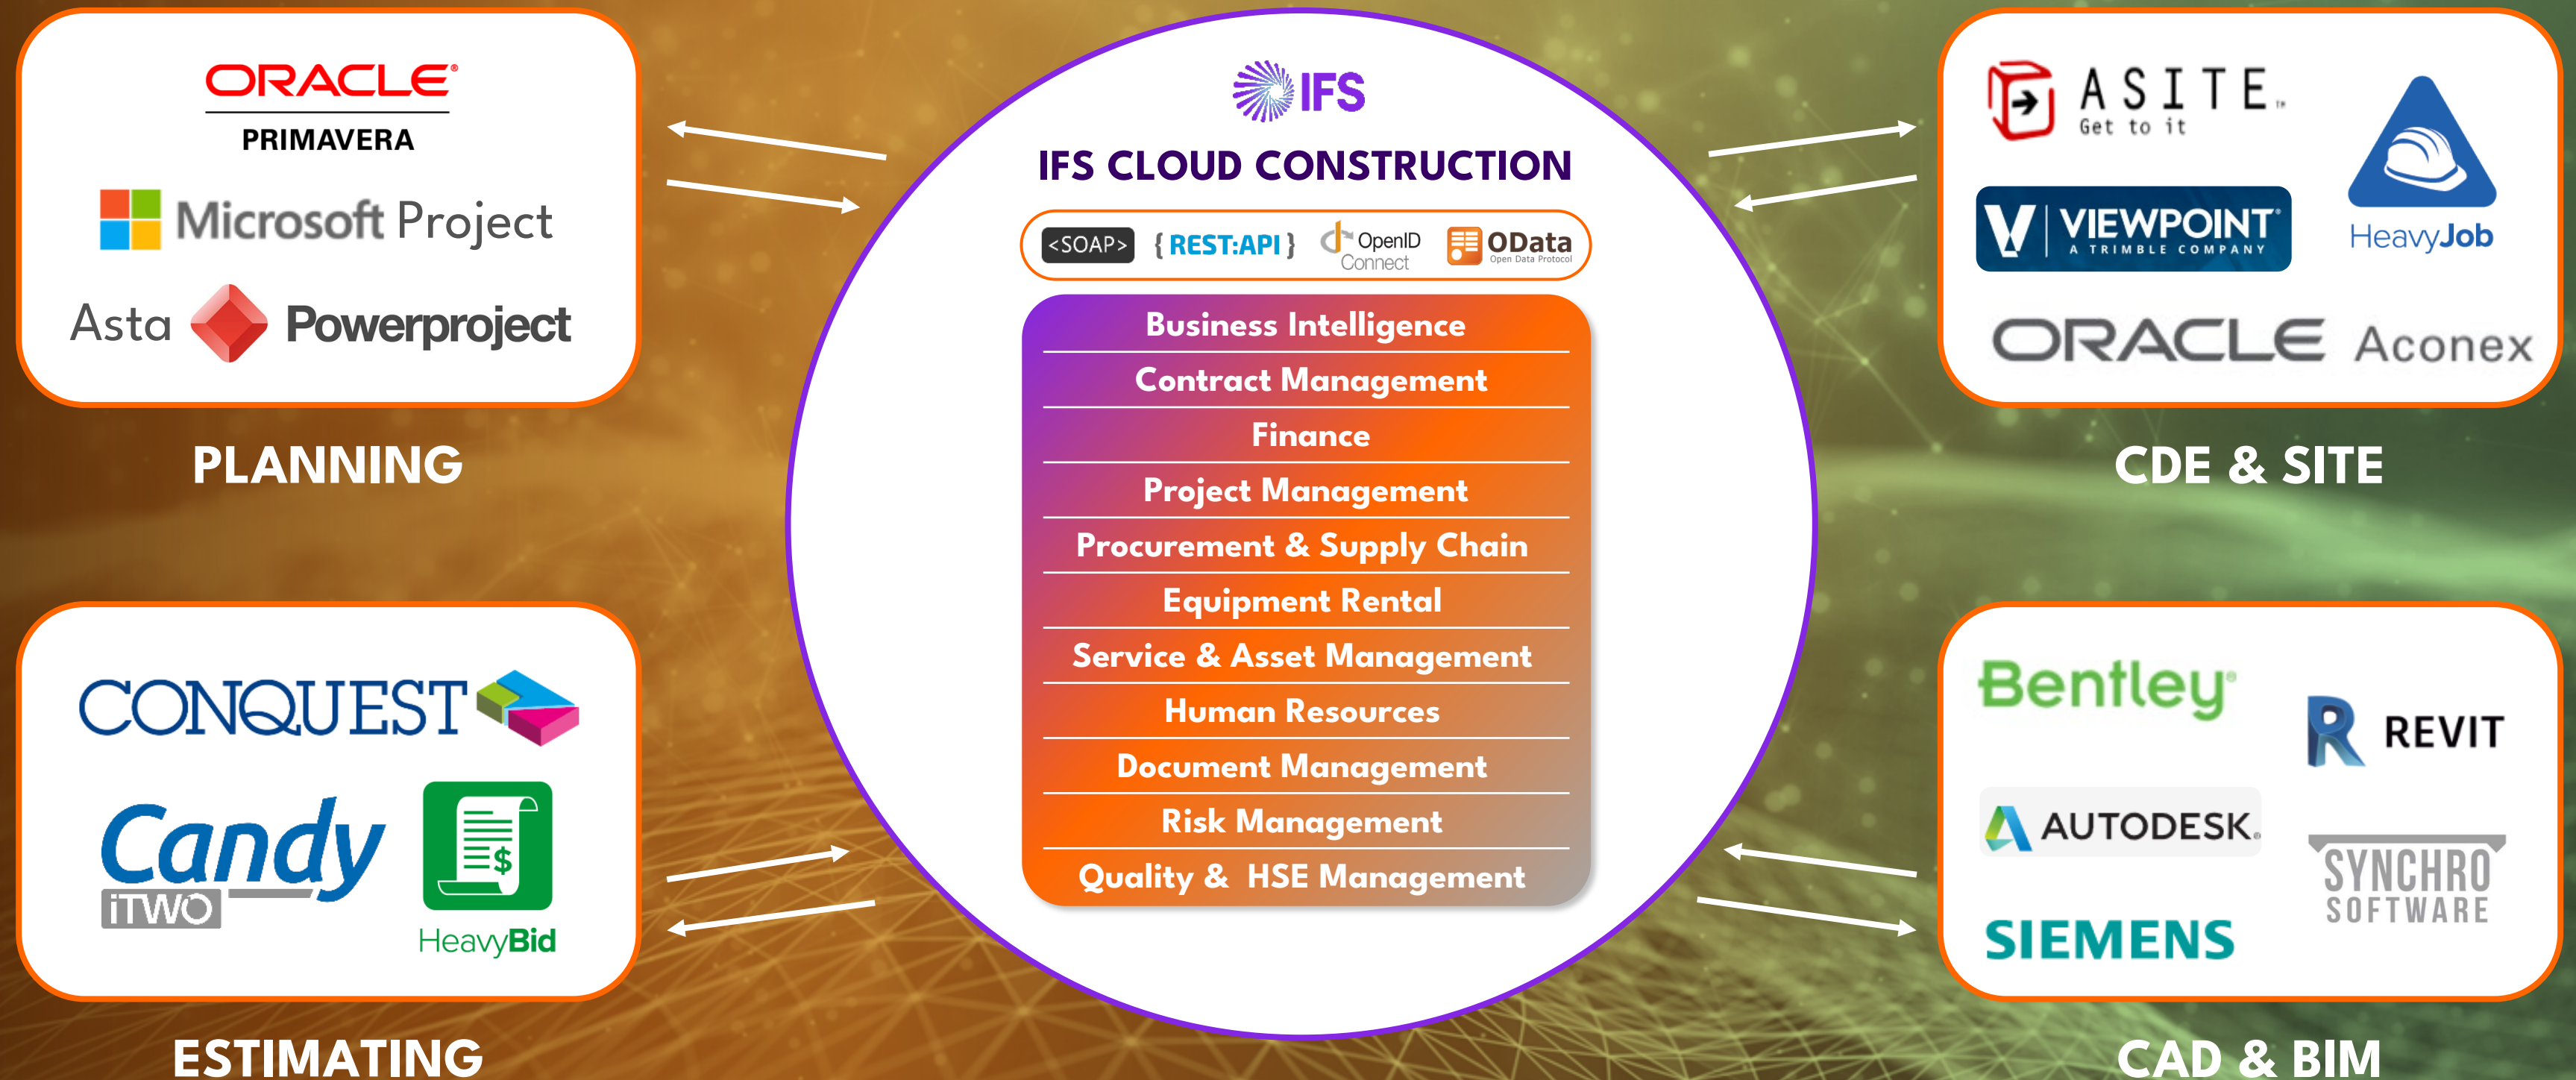 ORACLE®
PRIMAVERA
Microsoft Project
Asta Powerproject
PLANNING
CONQUEST
Candy
iTWO
$
HeavyBid
ESTIMATING
IFS
IFS CLOUD CONSTRUCTION
<SOAP>
{ REST:API }
OpenID
Connect
OData
Open Data Protocol
Business Intelligence
Contract Management
Finance
Project Management
Procurement & Supply Chain
Equipment Rental
Service & Asset Management
Human Resources
Document Management
Risk Management
Quality & HSE Management
ASITE™
Get to it
VIEWPOINT®
A TRIMBLE COMPANY
HeavyJob
ORACLE Aconex
CDE & SITE
Bentley®
R REVIT
AUTODESK®
SYNCHRO
SOFTWARE
SIEMENS
CAD & BIM